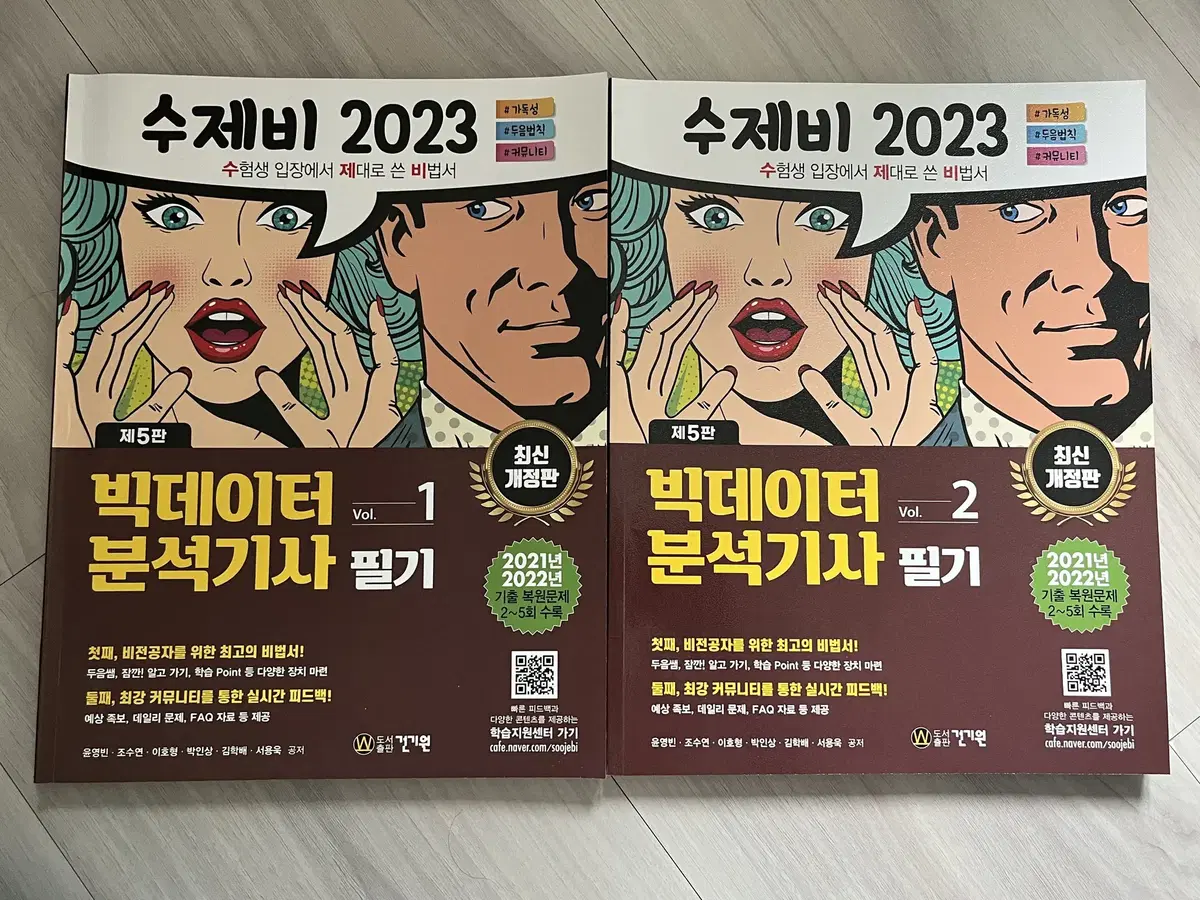 수제비 2023
#가독성
#두음법칙
#커뮤니티
수험생 입장에서 제대로 쓴 비법서
제5판
최신
개정판
빅데이터
분석기사 필기
Vol. 1
2021년
2022년
기출 복원문제
2~5회 수록
첫째, 비전공자를 위한 최고의 비법서!
두음쌤, 잠깐! 알고 가기, 학습 Point 등 다양한 장치 마련
둘째, 최강 커뮤니티를 통한 실시간 피드백!
예상 족보, 데일리 문제, FAQ 자료 등 제공
빠른 피드백과
다양한 콘텐츠를 제공하는
학습지원센터 가기
cafe.naver.com/soojebi
윤영빈·조수연·이호형·박인상·김학배·서용욱 공저
도서
출판 건기원
수제비 2023
#가독성
#두음법칙
#커뮤니티
수험생 입장에서 제대로 쓴 비법서
제5판
최신
개정판
빅데이터
분석기사 필기
Vol. 2
2021년
2022년
기출 복원문제
2~5회 수록
첫째, 비전공자를 위한 최고의 비법서!
두음쌤, 잠깐! 알고 가기, 학습 Point 등 다양한 장치 마련
둘째, 최강 커뮤니티를 통한 실시간 피드백!
예상 족보, 데일리 문제, FAQ 자료 등 제공
빠른 피드백과
다양한 콘텐츠를 제공하는
학습지원센터 가기
cafe.naver.com/soojebi
윤영빈·조수연·이호형·박인상·김학배·서용욱 공저
도서
출판 건기원